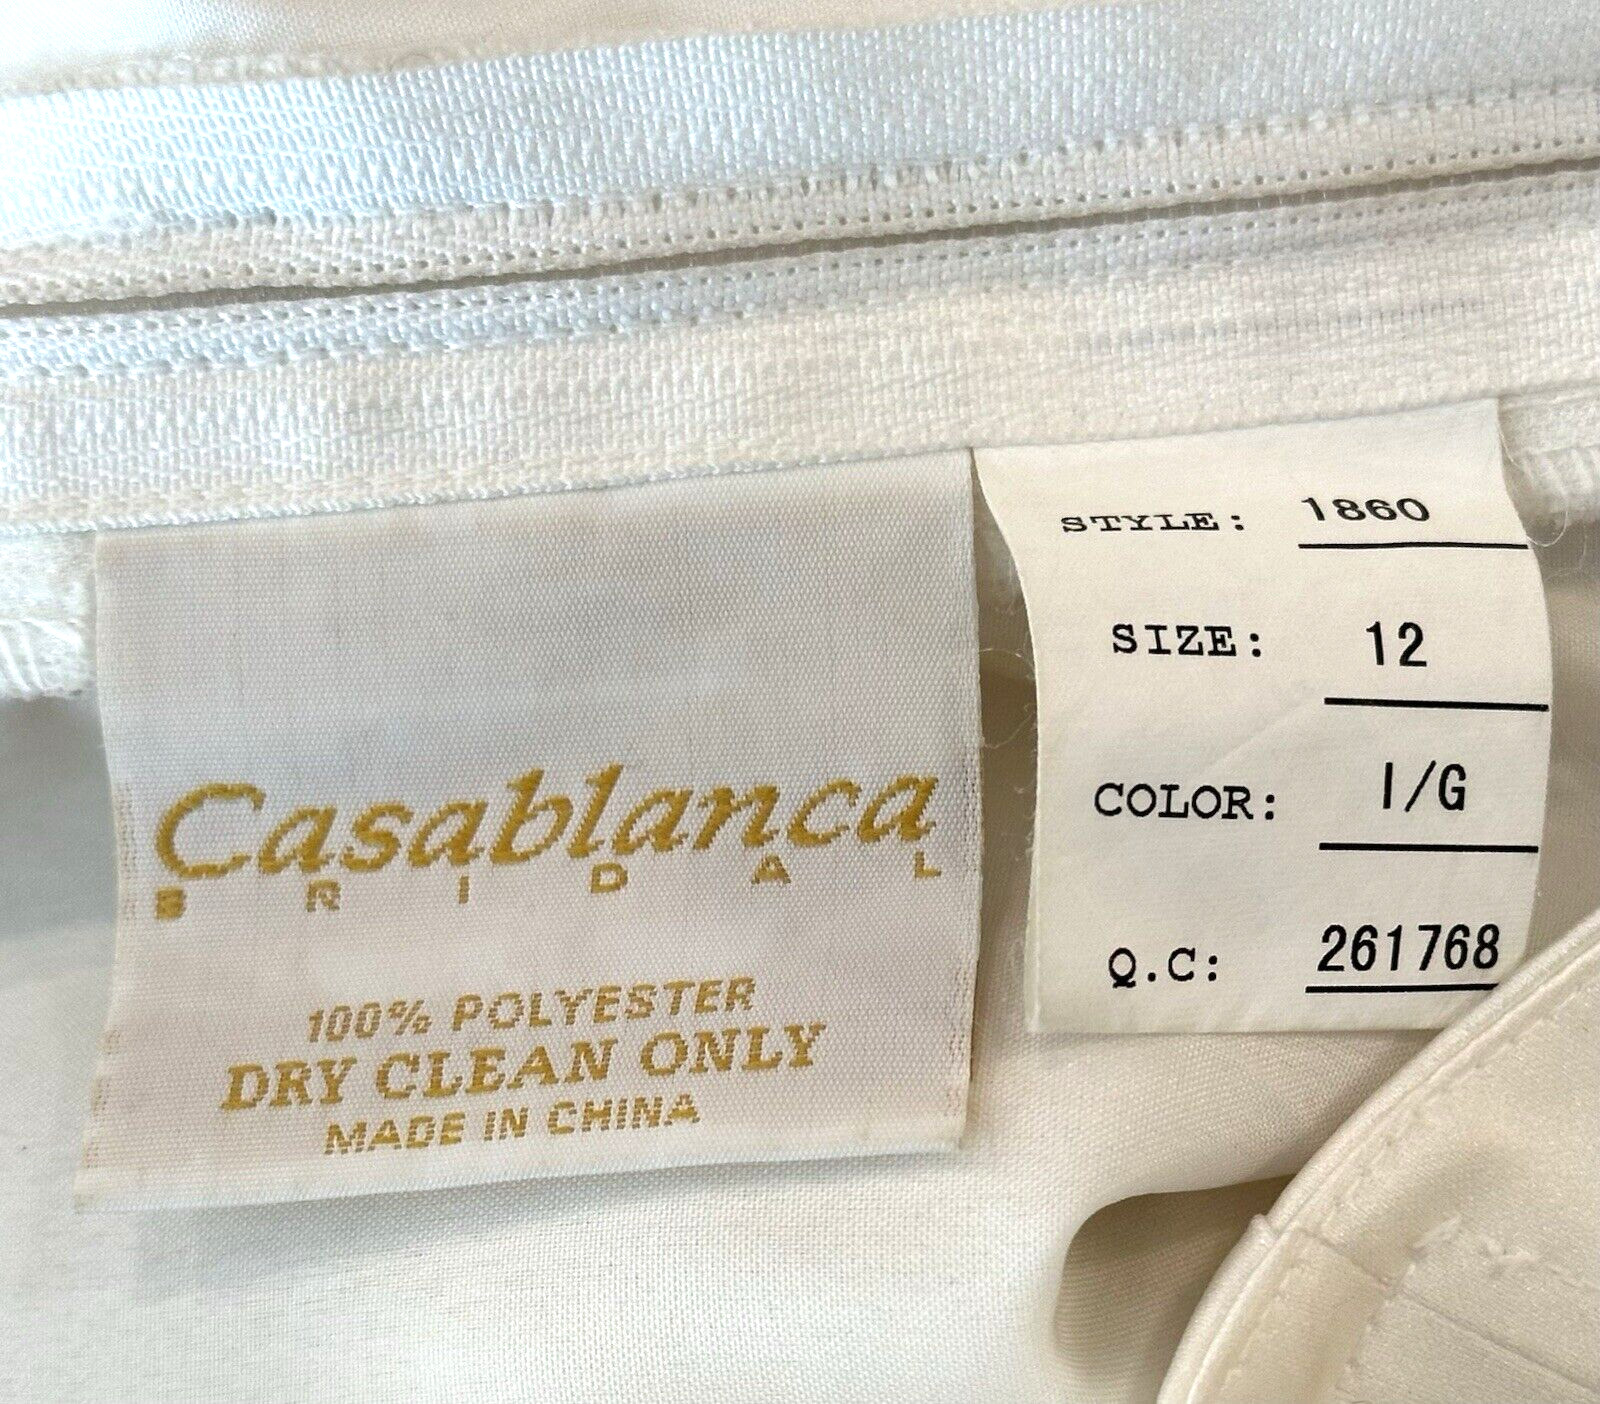 Casablanca
BRIDAL
100% POLYESTER
DRY CLEAN ONLY
MADE IN CHINA
STYLE: 1860
SIZE: 12
COLOR: I/G
Q.C: 261768